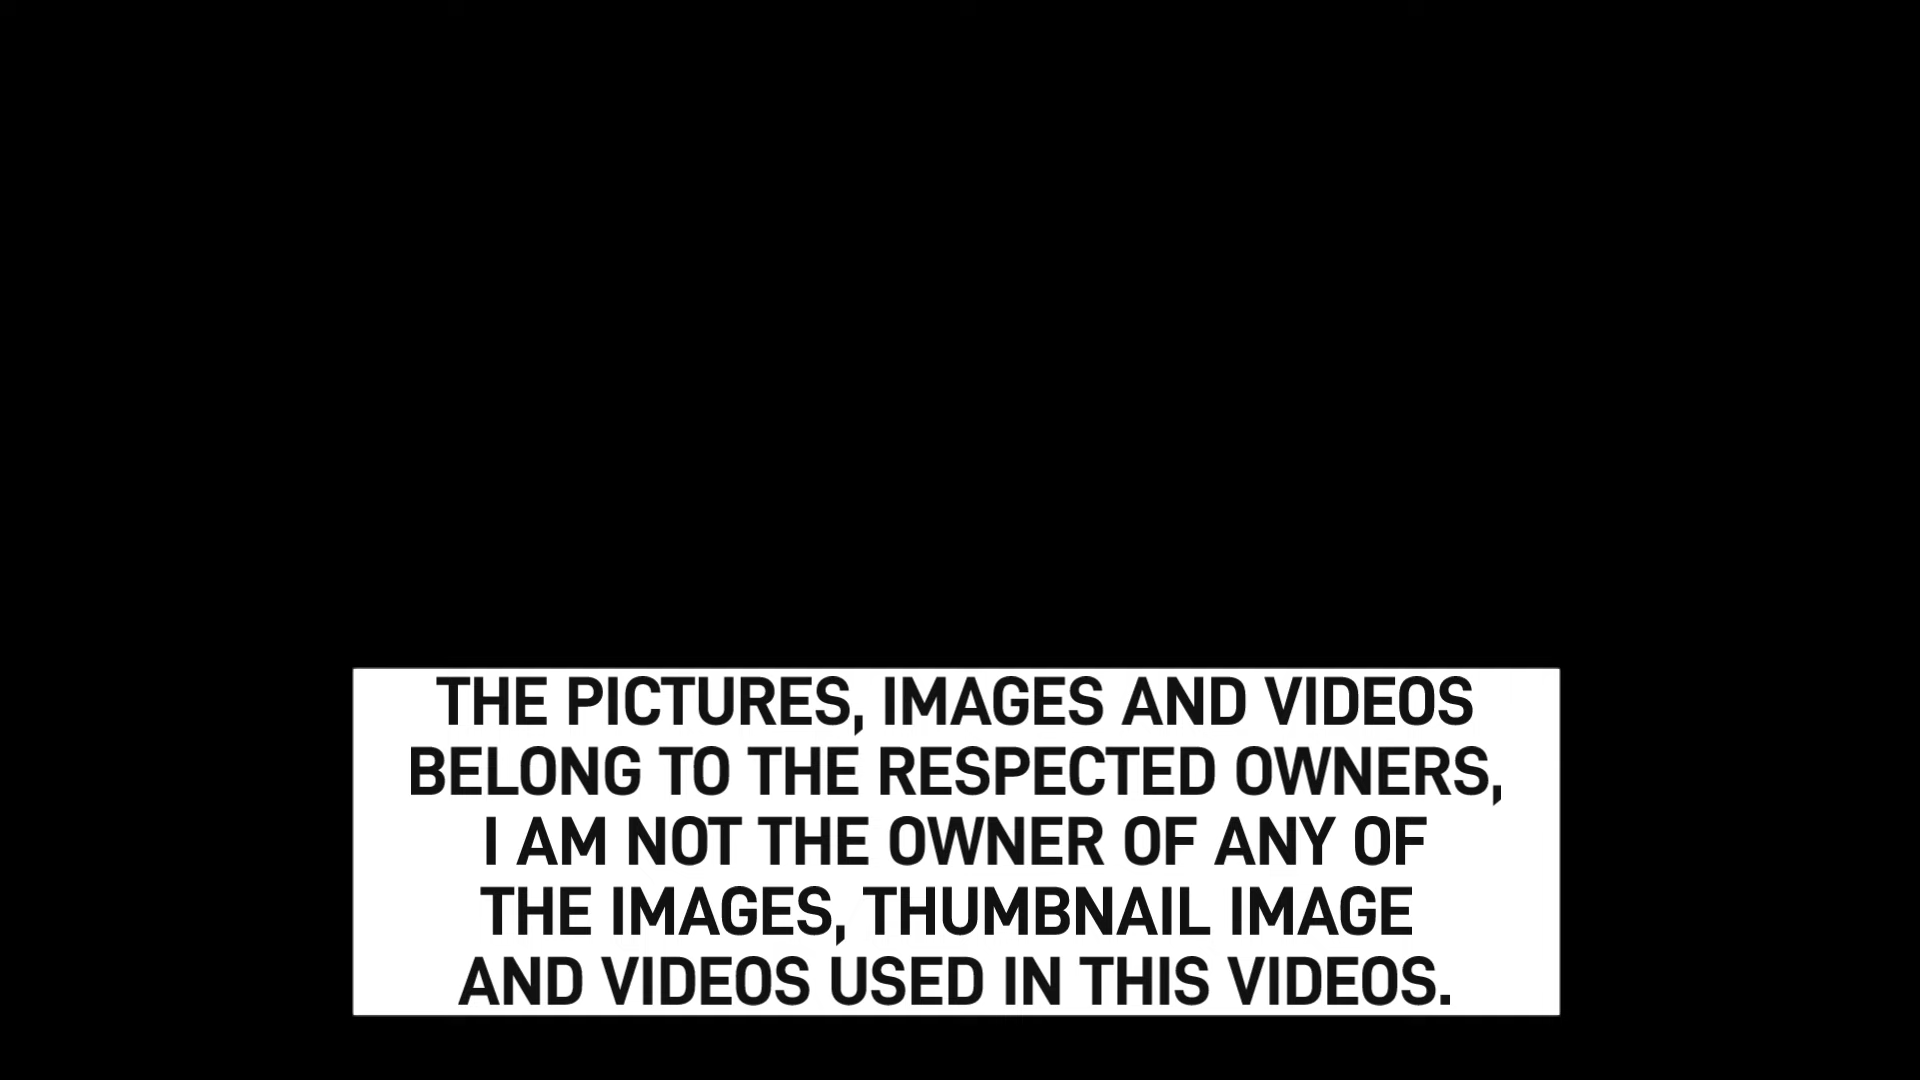 THE PICTURES, IMAGES AND VIDEOS
BELONG TO THE RESPECTED OWNERS,
I AM NOT THE OWNER OF ANY OF
THE IMAGES, THUMBNAIL IMAGE
AND VIDEOS USED IN THIS VIDEOS.